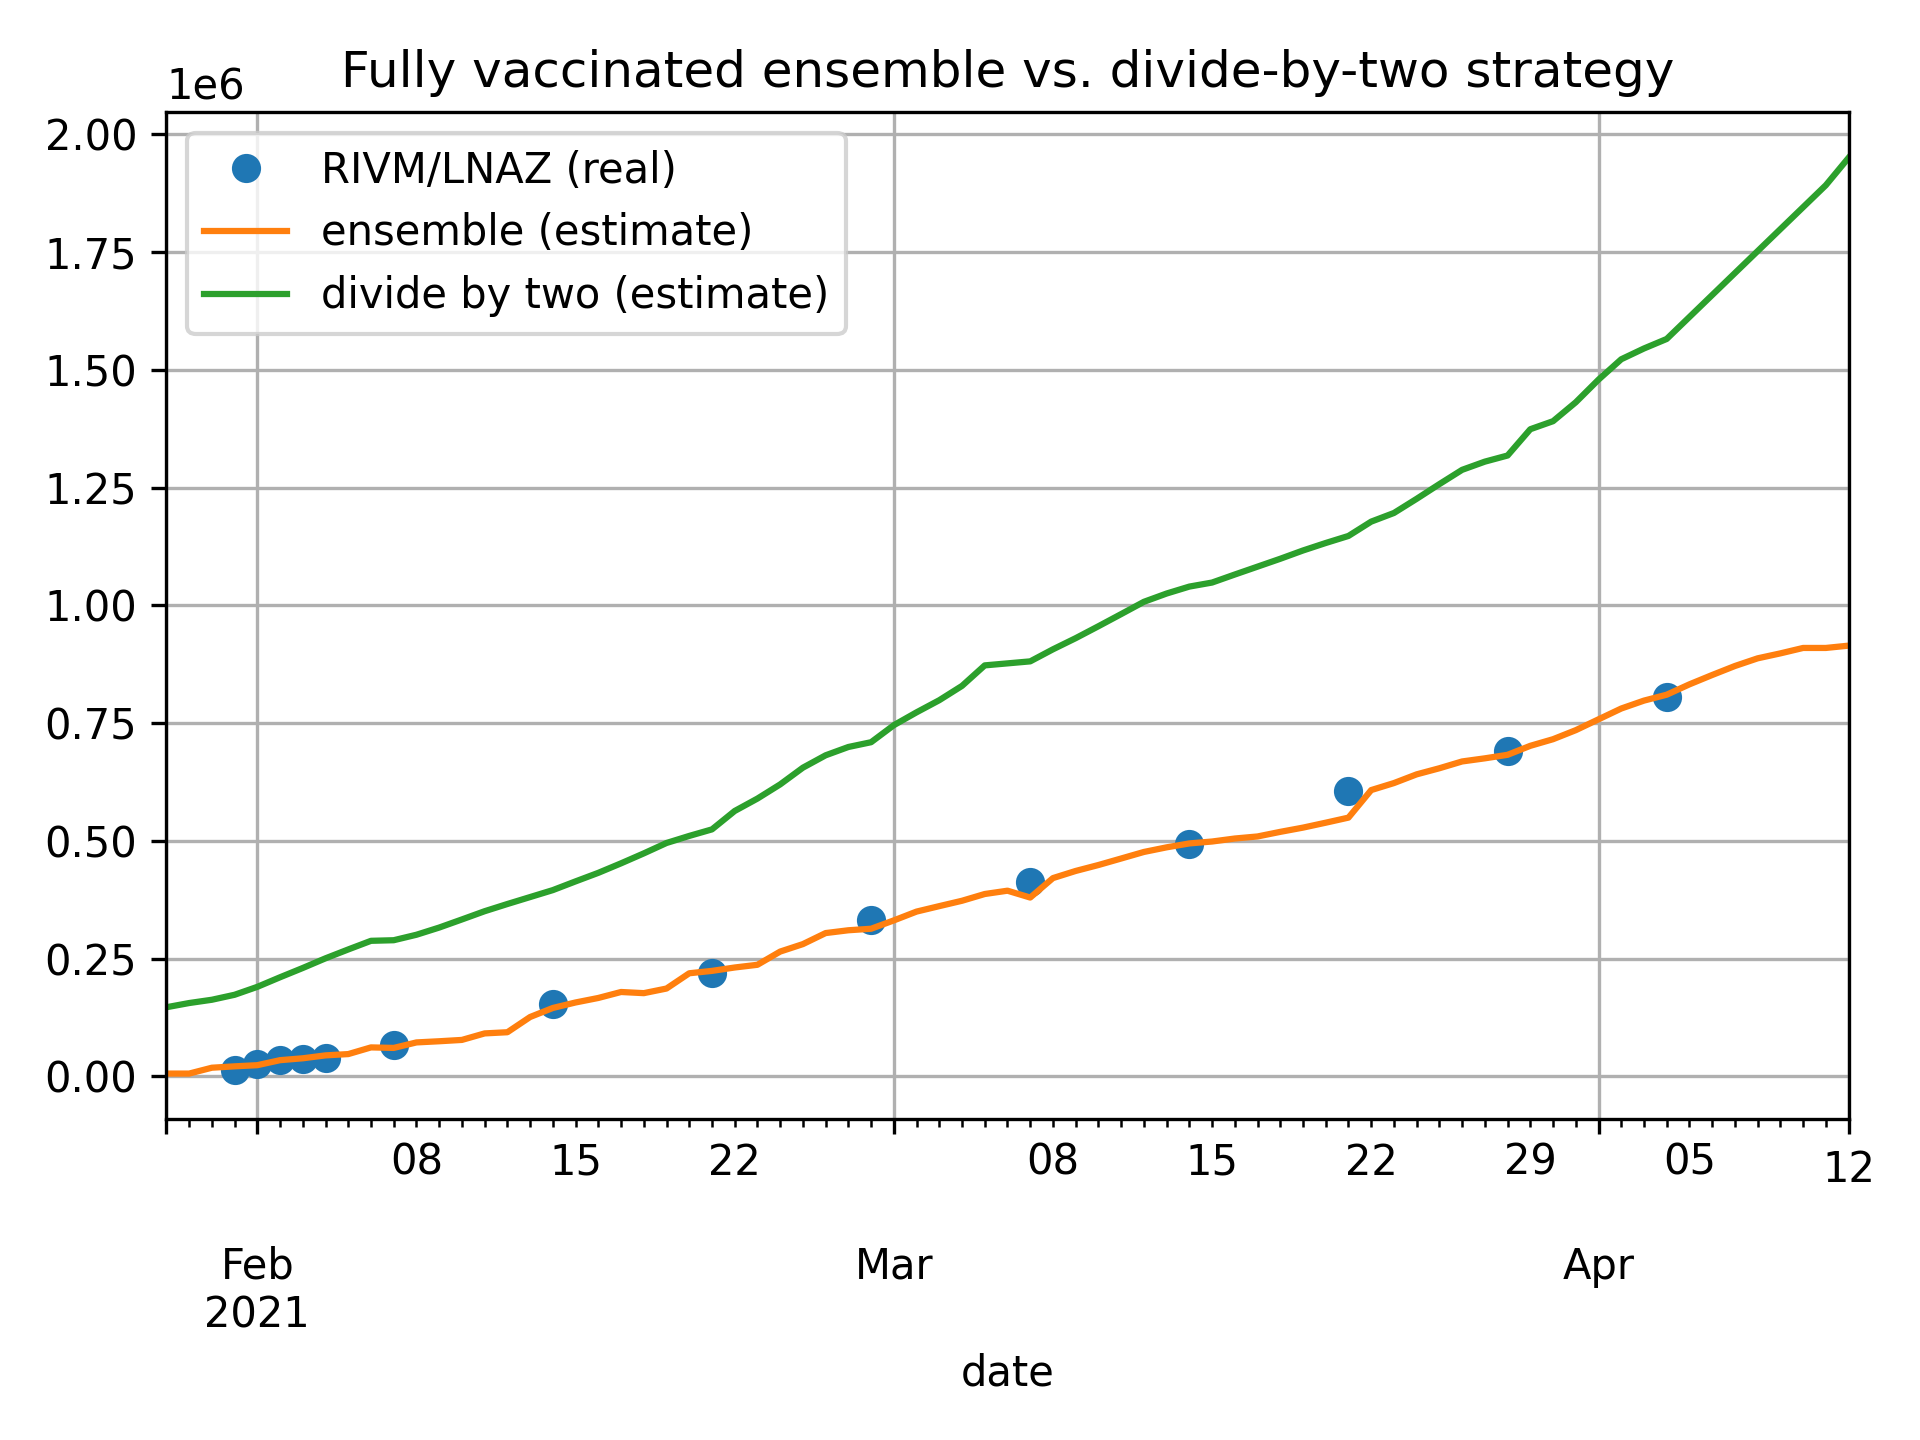 Fully vaccinated ensemble vs. divide-by-two strategy
1e6
2.00
1.75
1.50
1.25
1.00
0.75
0.50
0.25
0.00
RIVM/LNAZ (real)
ensemble (estimate)
divide by two (estimate)
08 15 22 08 15 22 29 05 12
Feb Mar Apr
2021
date